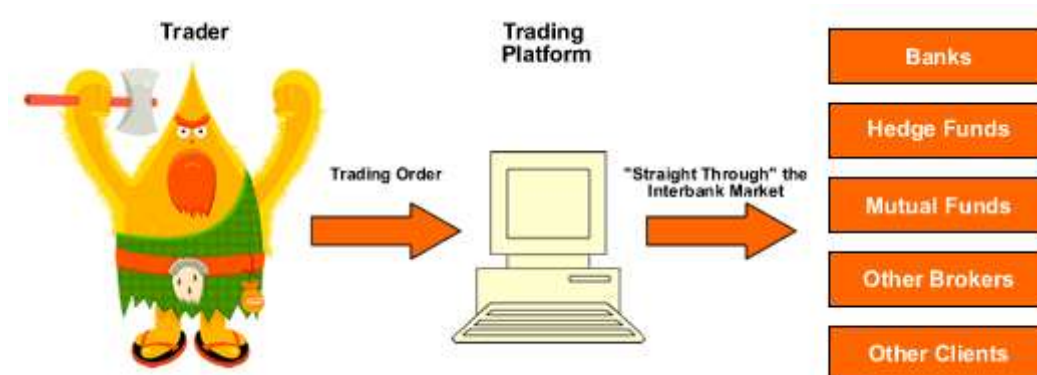 Trader
Trading
Platform
Trading Order
"Straight Through" the
Interbank Market
Banks
Hedge Funds
Mutual Funds
Other Brokers
Other Clients